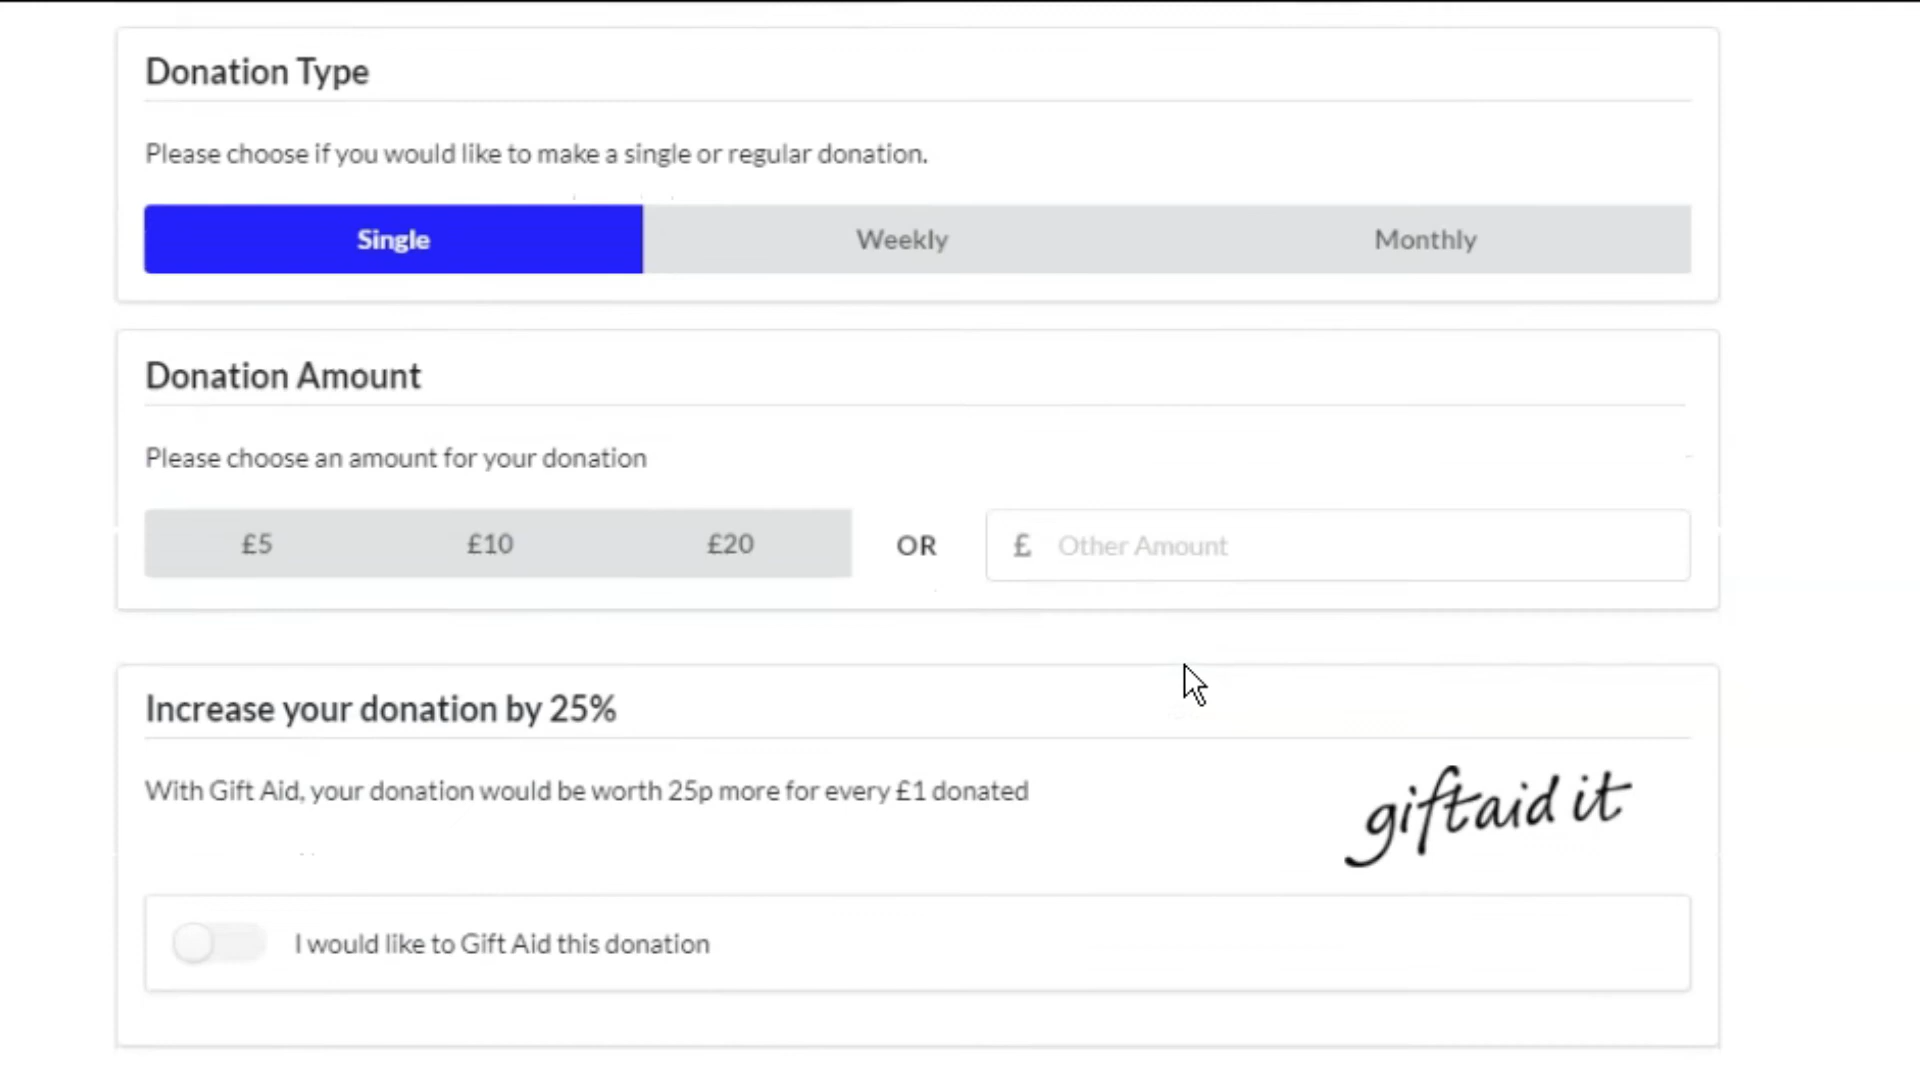 Donation Type
Please choose if you would like to make a single or regular donation.
Single Weekly Monthly
Donation Amount
Please choose an amount for your donation
£5 £10 £20 OR £ Other Amount
Increase your donation by 25%
With Gift Aid, your donation would be worth 25p more for every £1 donated
giftaid it
I would like to Gift Aid this donation